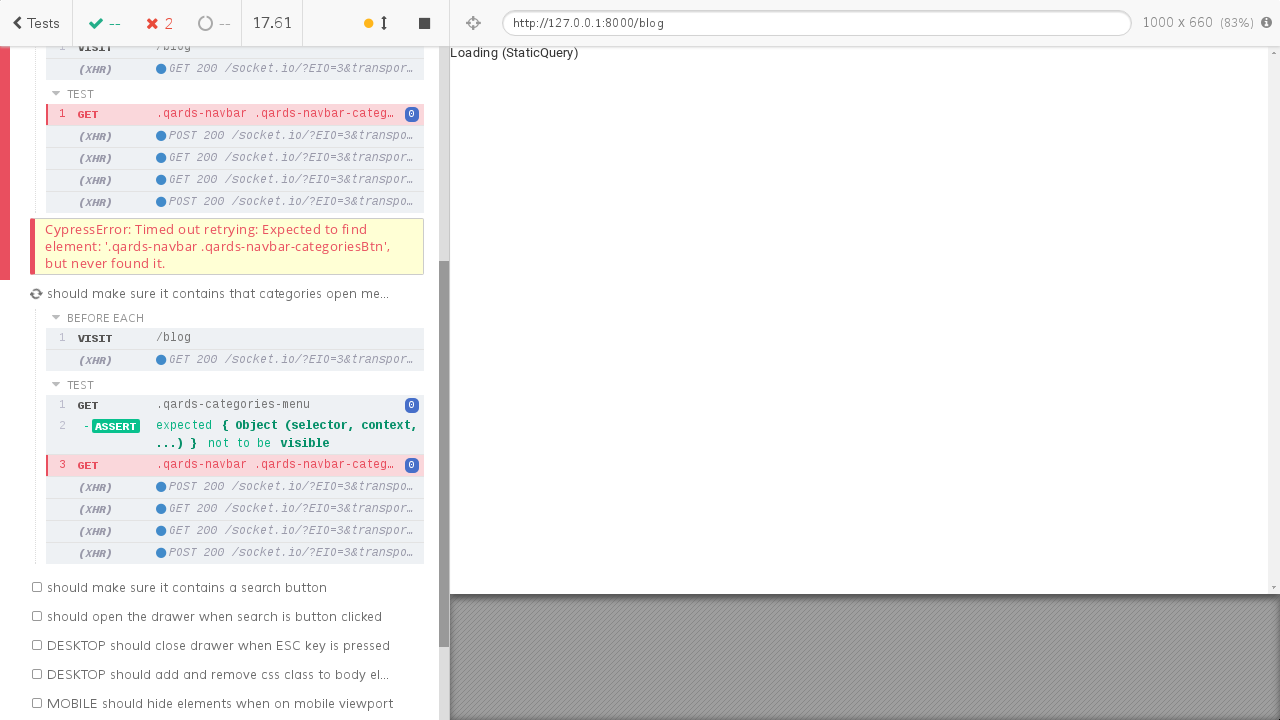 Tests
--
2
--
17.61
http://127.0.0.1:8000/blog
1000 x 660 (83%)
1 VISIT /blog
(XHR) GET 200 /socket.io/?EIO=3&transpor…
TEST
1 GET .qards-navbar .qards-navbar-categ… 0
(XHR) POST 200 /socket.io/?EIO=3&transpo…
(XHR) GET 200 /socket.io/?EIO=3&transpor…
(XHR) GET 200 /socket.io/?EIO=3&transpor…
(XHR) POST 200 /socket.io/?EIO=3&transpo…
CypressError: Timed out retrying: Expected to find
element: '.qards-navbar .qards-navbar-categoriesBtn',
but never found it.
should make sure it contains that categories open me...
BEFORE EACH
1 VISIT /blog
(XHR) GET 200 /socket.io/?EIO=3&transpor…
TEST
1 GET .qards-categories-menu 0
2 - ASSERT expected { Object (selector, context,
...) } not to be visible
3 GET .qards-navbar .qards-navbar-categ… 0
(XHR) POST 200 /socket.io/?EIO=3&transpo…
(XHR) GET 200 /socket.io/?EIO=3&transpor…
(XHR) GET 200 /socket.io/?EIO=3&transpor…
(XHR) POST 200 /socket.io/?EIO=3&transpo…
should make sure it contains a search button
should open the drawer when search is button clicked
DESKTOP should close drawer when ESC key is pressed
DESKTOP should add and remove css class to body el...
MOBILE should hide elements when on mobile viewport
Loading (StaticQuery)